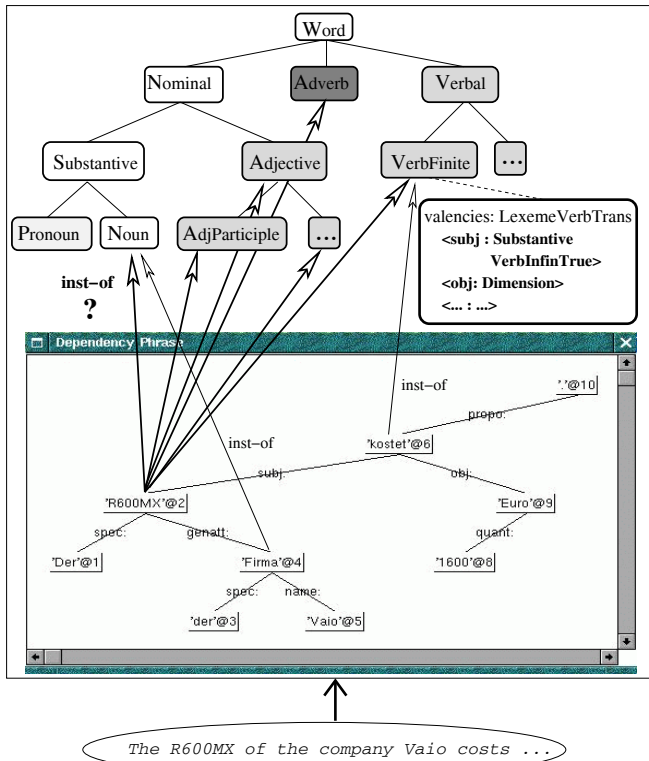 Word
Nominal Adverb Verbal
Substantive Adjective VerbFinite ...
Pronoun Noun AdjParticiple ...
valencies: LexemeVerbTrans
<subj : Substantive
VerbInfinTrue>
<obj: Dimension>
<... : ...>
inst-of
?
Dependency Phrase
inst-of
'.'@10
propo:
inst-of
'kostet'@6
subj: obj:
'R600MX'@2 'Euro'@9
spec: genatt: quant:
'Der'@1 'Firma'@4 '1600'@8
spec: name:
'der'@3 'Vaio'@5
The R600MX of the company Vaio costs ...